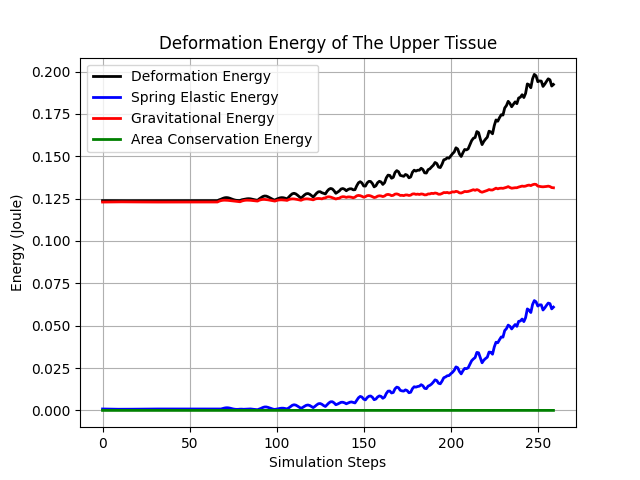 Deformation Energy of The Upper Tissue
Deformation Energy
Spring Elastic Energy
Gravitational Energy
Area Conservation Energy
Energy (Joule)
0.200
0.175
0.150
0.125
0.100
0.075
0.050
0.025
0.000
0 50 100 150 200 250
Simulation Steps